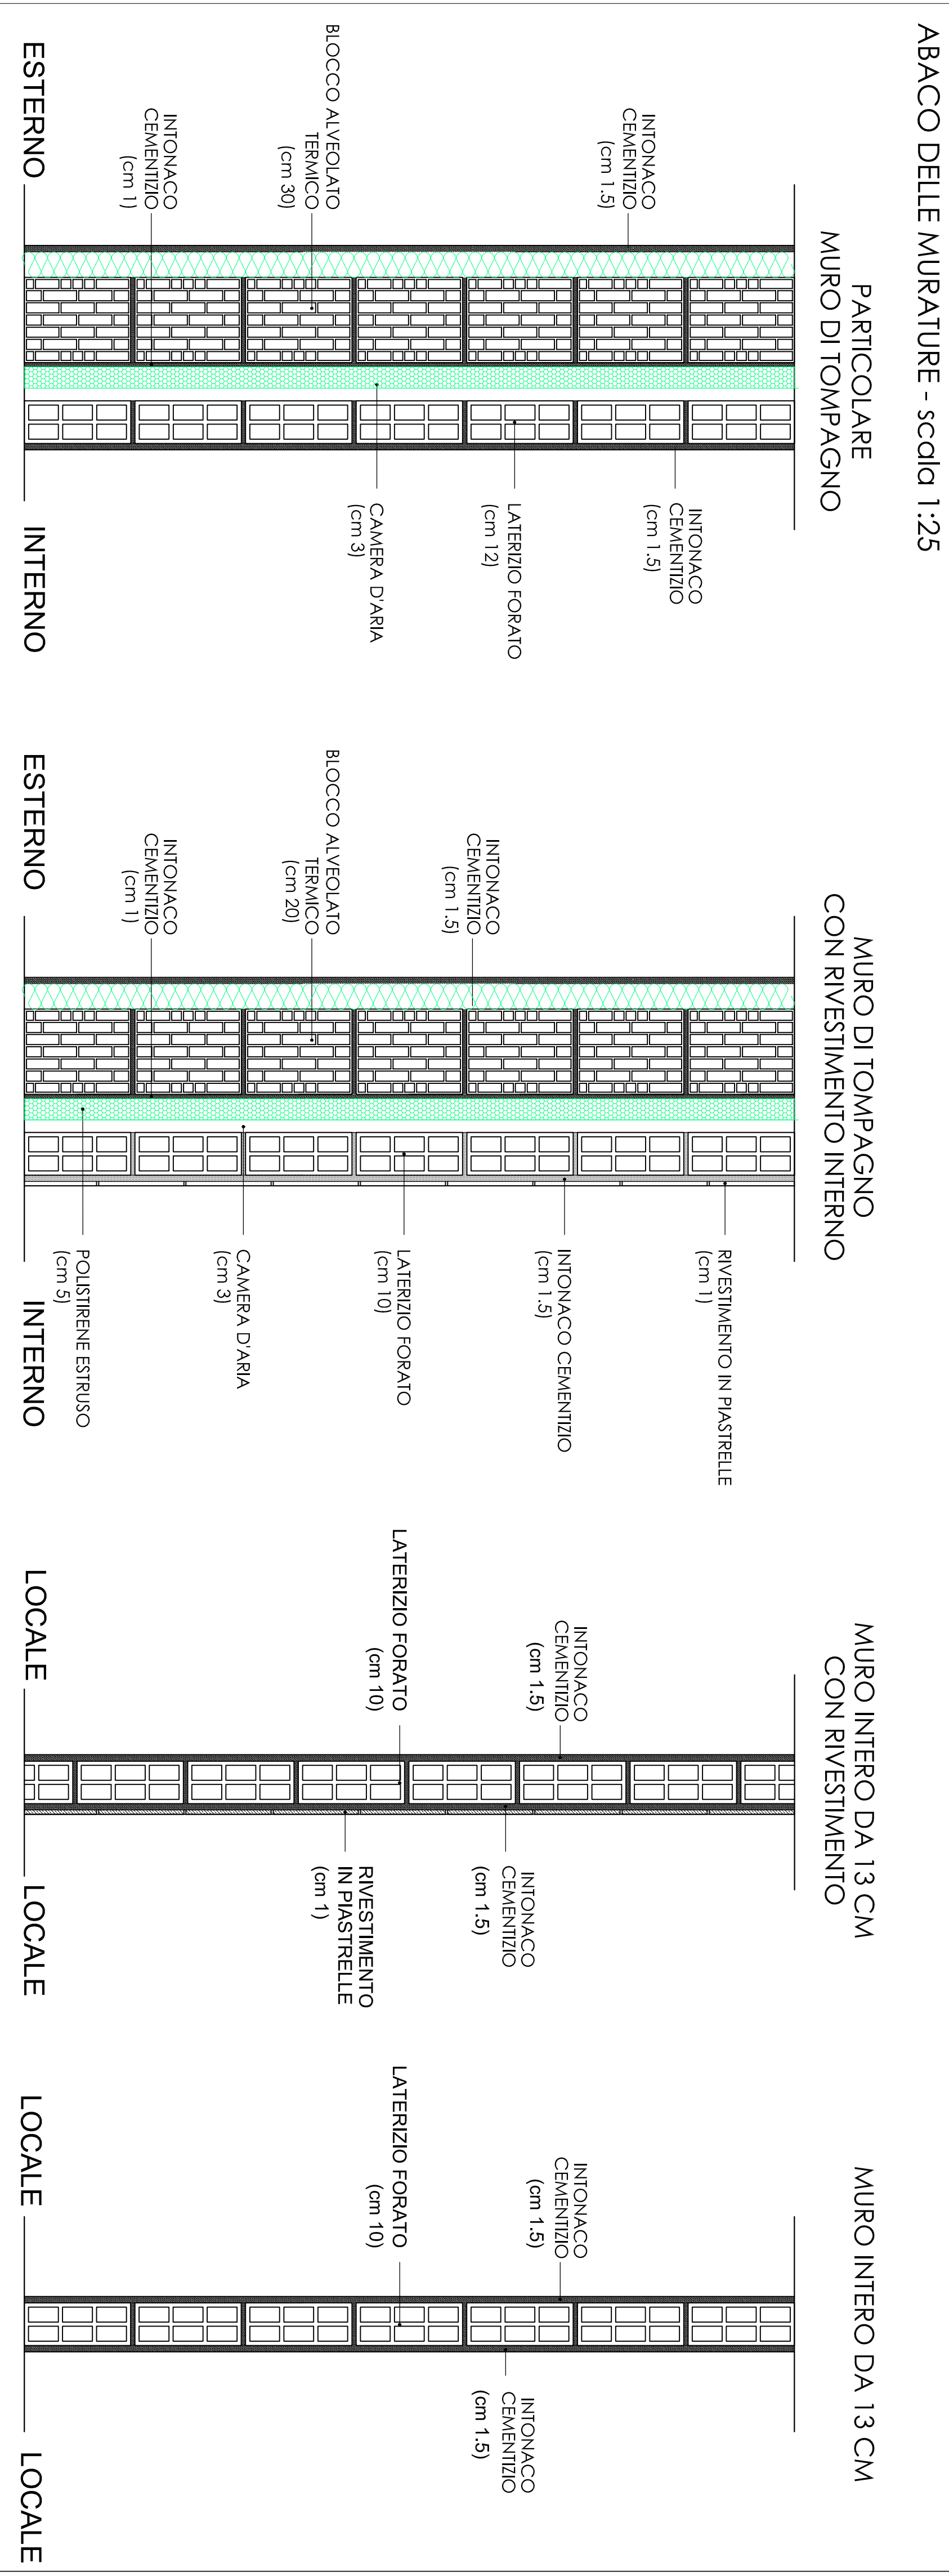 ABACO DELLE MURATURE - scala 1:25
PARTICOLARE
MURO DI TOMPAGNO
INTONACO
CEMENTIZIO
(cm 1.5)
BLOCCO ALVEOLATO
TERMICO
(cm 30)
INTONACO
CEMENTIZIO
(cm 1)
ESTERNO
INTONACO
CEMENTIZIO
(cm 1.5)
LATERIZIO FORATO
(cm 12)
CAMERA D'ARIA
(cm 3)
INTERNO
MURO DI TOMPAGNO
CON RIVESTIMENTO INTERNO
INTONACO
CEMENTIZIO
(cm 1.5)
BLOCCO ALVEOLATO
TERMICO
(cm 20)
INTONACO
CEMENTIZIO
(cm 1)
ESTERNO
RIVESTIMENTO IN PIASTRELLE
(cm 1)
INTONACO CEMENTIZIO
(cm 1.5)
LATERIZIO FORATO
(cm 10)
CAMERA D'ARIA
(cm 3)
POLISTIRENE ESTRUSO
(cm 5)
INTERNO
MURO INTERO DA 13 CM
CON RIVESTIMENTO
INTONACO
CEMENTIZIO
(cm 1.5)
LATERIZIO FORATO
(cm 10)
LOCALE
INTONACO
CEMENTIZIO
(cm 1.5)
RIVESTIMENTO
IN PIASTRELLE
(cm 1)
LOCALE
MURO INTERO DA 13 CM
INTONACO
CEMENTIZIO
(cm 1.5)
LATERIZIO FORATO
(cm 10)
LOCALE
INTONACO
CEMENTIZIO
(cm 1.5)
LOCALE